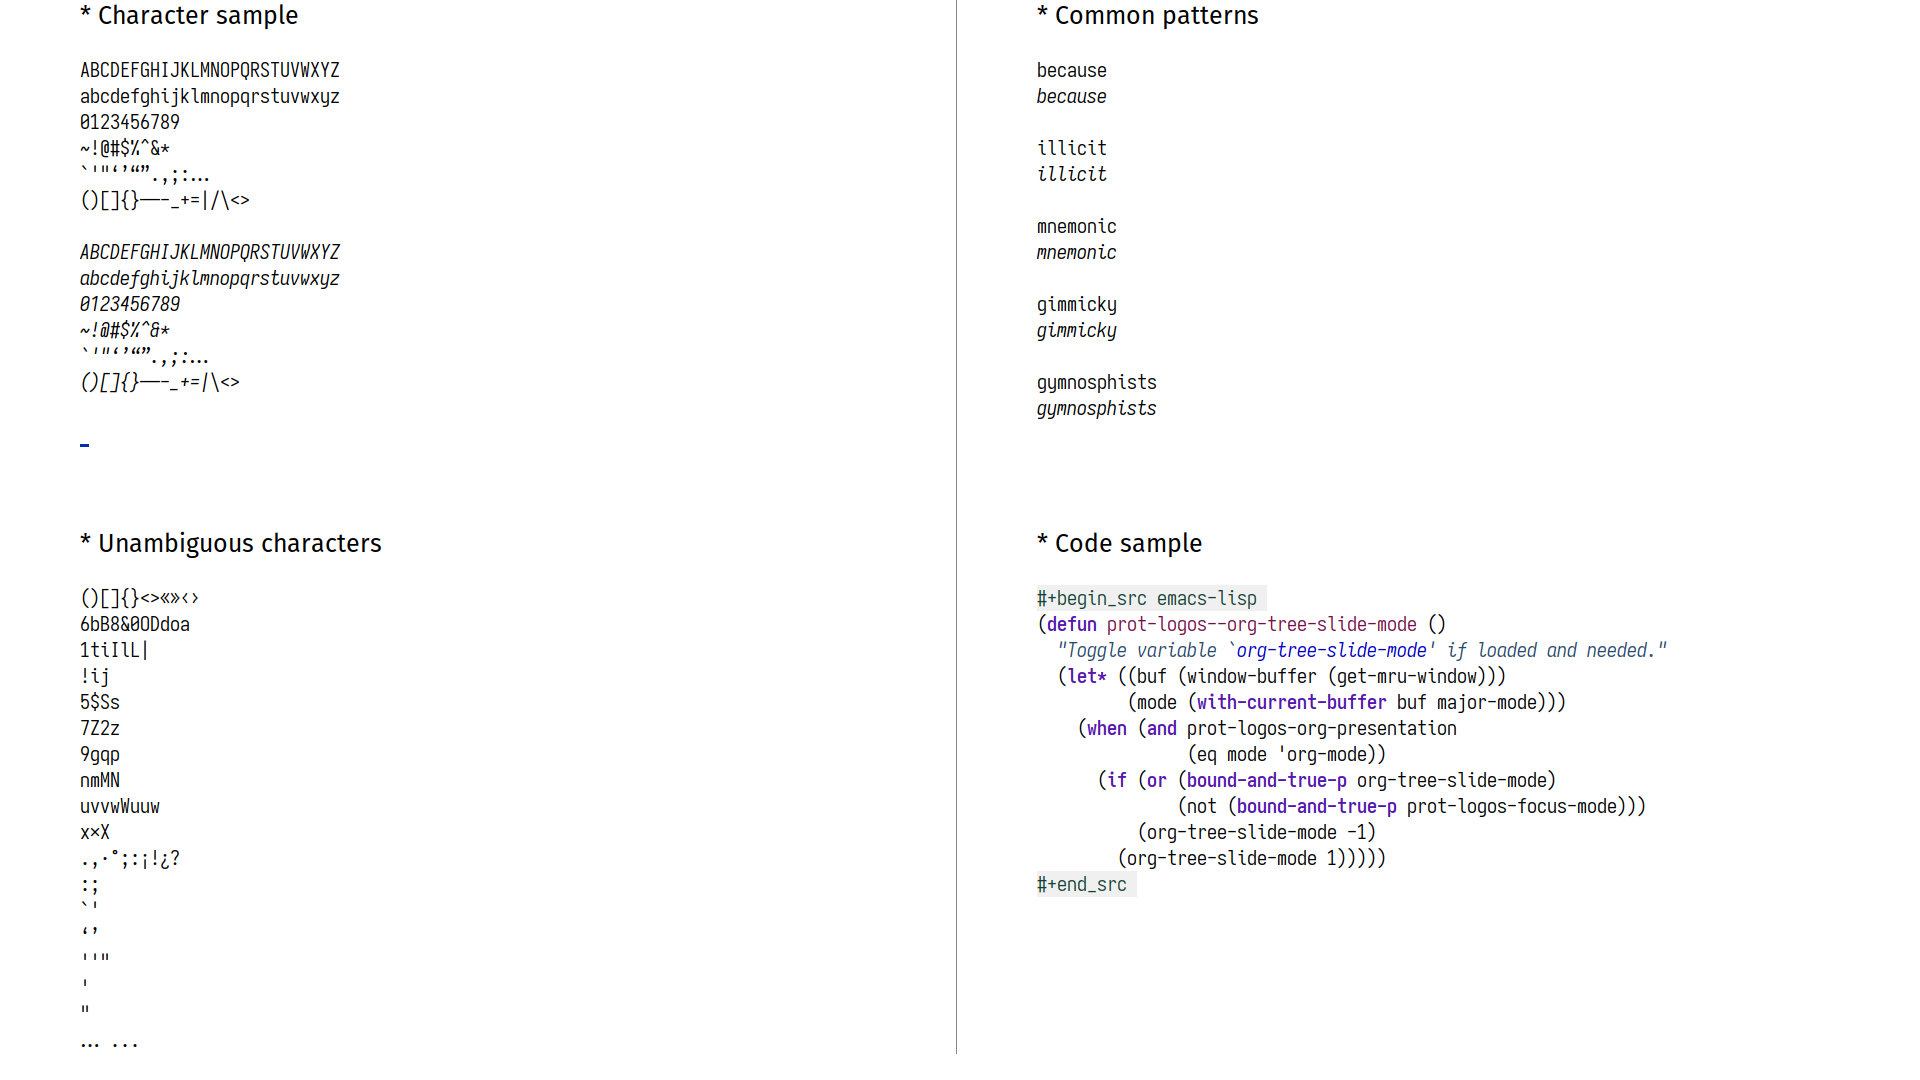 * Character sample
ABCDEFGHIJKLMNOPQRSTUVWXYZ
abcdefghijklmnopqrstuvwxyz
0123456789
~!@#$%^&*
`'"‘’“”.,;:…
()[]{}—–-_+=|/\<>
ABCDEFGHIJKLMNOPQRSTUVWXYZ
abcdefghijklmnopqrstuvwxyz
0123456789
~!@#$%^&*
`'"‘’“”.,;:…
()[]{}—–-_+=|\<>
* Unambiguous characters
()[]{}<>«»‹›
6bB8&0ODdoa
1tiIlL|
!ij
5$Ss
7Z2z
9gqp
nmMN
uvvwWuuw
x×X
.,·°;:¡!¿?
:;
`'
‘’
''"
'
"
… ...
* Common patterns
because
because
illicit
illicit
mnemonic
mnemonic
gimmicky
gimmicky
gymnosphists
gymnosphists
* Code sample
#+begin_src emacs-lisp
(defun prot-logos--org-tree-slide-mode ()
  "Toggle variable `org-tree-slide-mode' if loaded and needed."
  (let* ((buf (window-buffer (get-mru-window)))
         (mode (with-current-buffer buf major-mode)))
    (when (and prot-logos-org-presentation
               (eq mode 'org-mode))
      (if (or (bound-and-true-p org-tree-slide-mode)
              (not (bound-and-true-p prot-logos-focus-mode)))
          (org-tree-slide-mode -1)
        (org-tree-slide-mode 1)))))
#+end_src